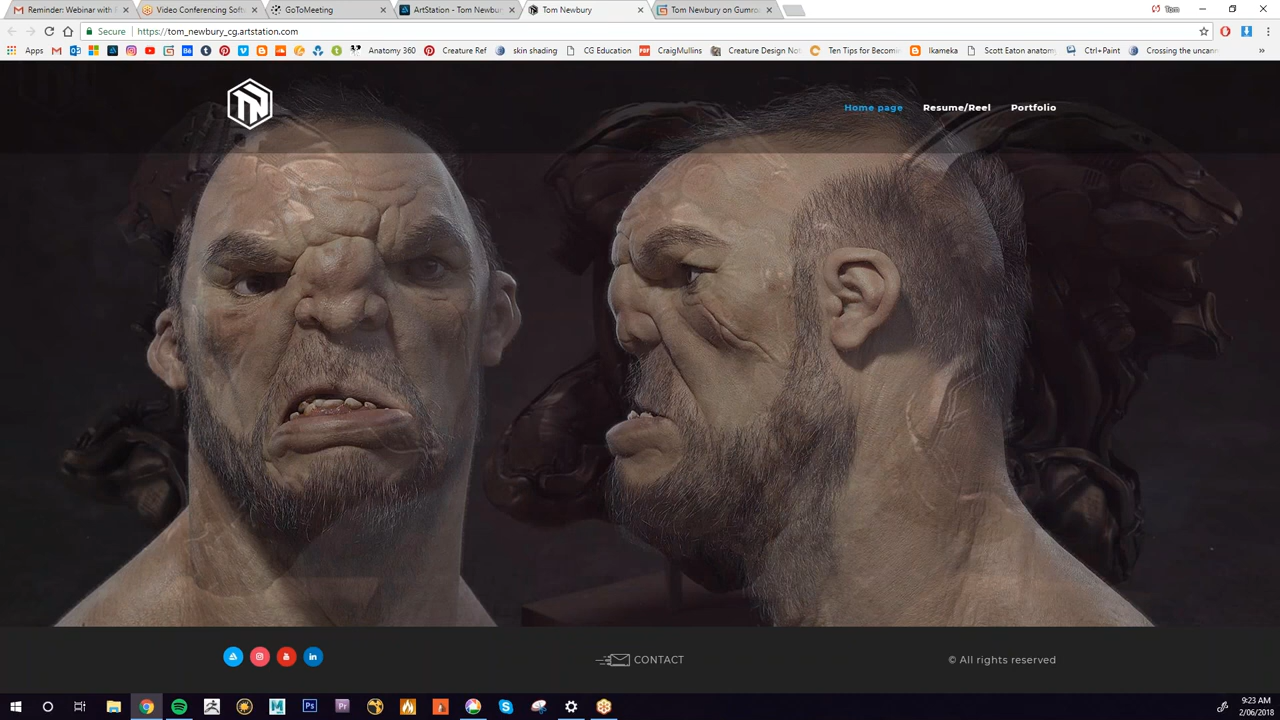 Reminder: Webinar with F
Video Conferencing Softw
GoToMeeting
ArtStation - Tom Newbur
Tom Newbury
Tom Newbury on Gumro
Tom
Secure
https://tom_newbury_cg.artstation.com
Apps
Anatomy 360
Creature Ref
skin shading
CG Education
CraigMullins
Creature Design
Ten Tips for Becomi
Ikameka
Scott Eaton anatom
Ctrl+Paint
Crossing the uncan
TN
Home page
Resume/Reel
Portfolio
CONTACT
© All rights reserved
9:23 AM
2/06/2018